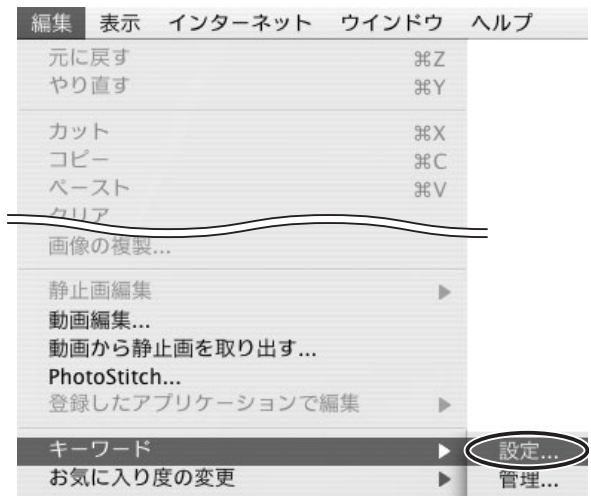 編集 表示 インターネット ウインドウ ヘルプ
元に戻す ⌘Z
やり直す ⌘Y
カット ⌘X
コピー ⌘C
ペースト ⌘V
クリア
画像の複製...
静止画編集 ▶
動画編集...
動画から静止画を取り出す...
PhotoStitch...
登録したアプリケーションで編集 ▶
キーワード ▶ 設定...
お気に入り度の変更 ▶ 管理...